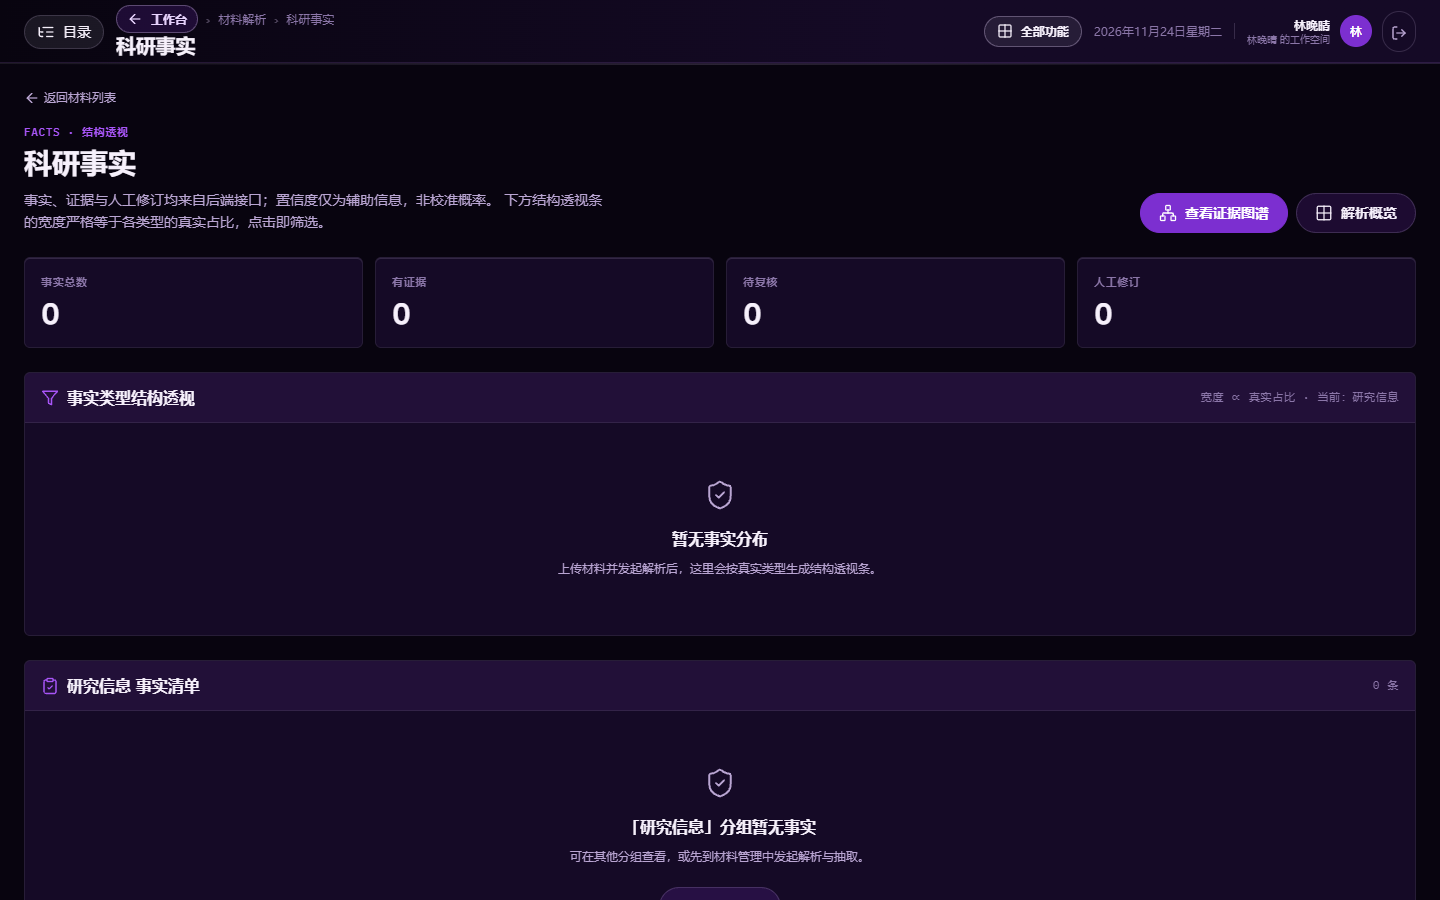 目录
工作台 › 材料解析 › 科研事实
科研事实
全部功能
2026年11月24日星期二
林晚晴
林晚晴 的工作空间
林
返回材料列表
FACTS · 结构透视
科研事实
事实、证据与人工修订均来自后端接口；置信度仅为辅助信息，非校准概率。 下方结构透视条
的宽度严格等于各类型的真实占比，点击即筛选。
查看证据图谱
解析概览
事实总数
0
有证据
0
待复核
0
人工修订
0
事实类型结构透视
宽度 ∝ 真实占比 · 当前：研究信息
暂无事实分布
上传材料并发起解析后，这里会按真实类型生成结构透视条。
研究信息 事实清单
0 条
「研究信息」分组暂无事实
可在其他分组查看，或先到材料管理中发起解析与抽取。